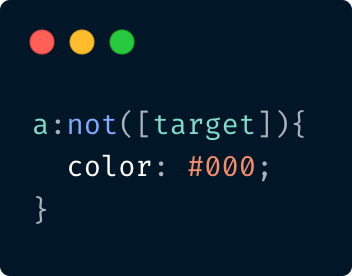 a:not([target]){
  color: #000;
}